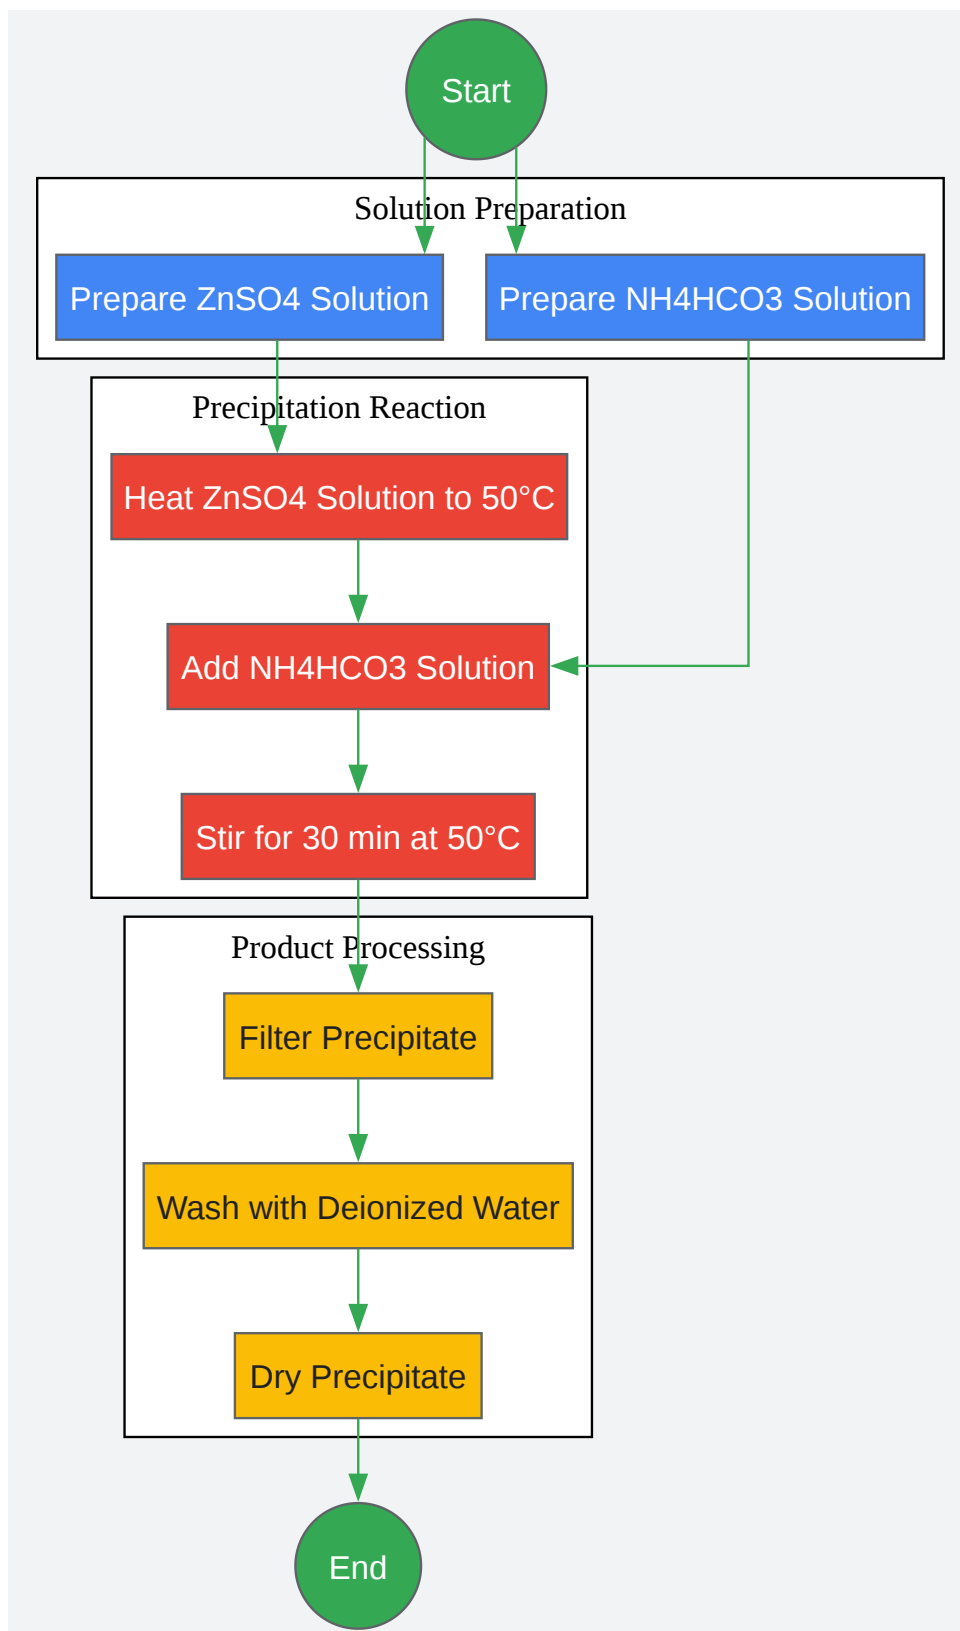 Start
Solution Preparation
Prepare ZnSO4 Solution
Prepare NH4HCO3 Solution
Precipitation Reaction
Heat ZnSO4 Solution to 50°C
Add NH4HCO3 Solution
Stir for 30 min at 50°C
Product Processing
Filter Precipitate
Wash with Deionized Water
Dry Precipitate
End